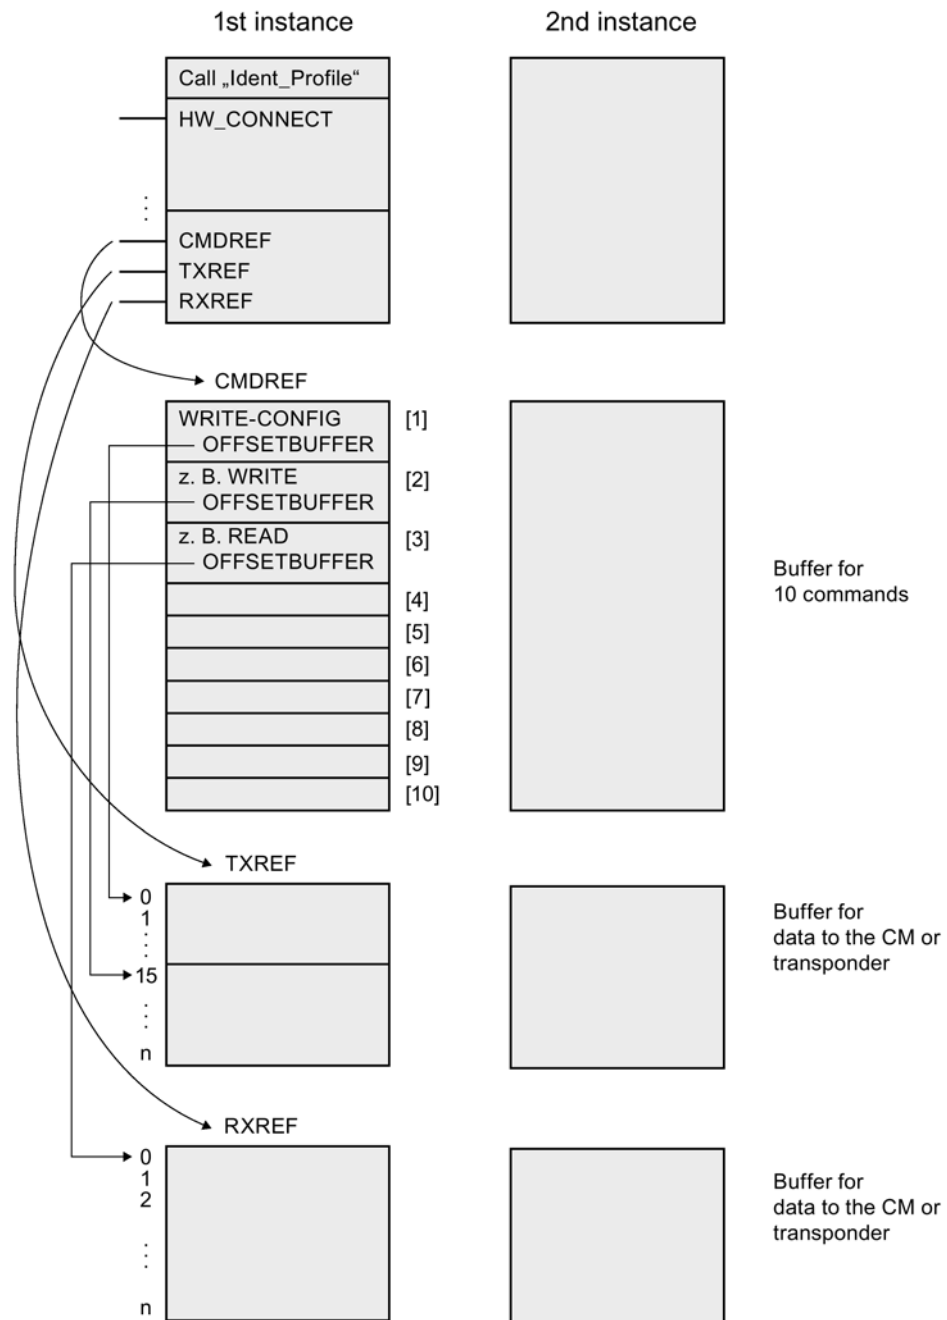 1st instance
2nd instance
Call „Ident_Profile“
HW_CONNECT
⋮
CMDREF
TXREF
RXREF
CMDREF
WRITE-CONFIG [1]
OFFSETBUFFER
z. B. WRITE [2]
OFFSETBUFFER
z. B. READ [3]
OFFSETBUFFER
[4]
[5]
[6]
[7]
[8]
[9]
[10]
Buffer for
10 commands
TXREF
0
1
⋮
15
⋮
n
Buffer for
data to the CM or
transponder
RXREF
0
1
2
⋮
n
Buffer for
data to the CM or
transponder